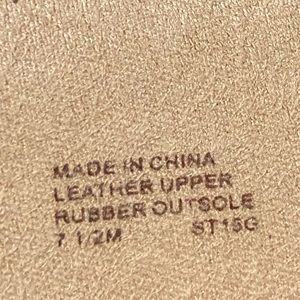 MADE IN CHINA
LEATHER UPPER
RUBBER OUTSOLE
7 1/2M ST15G